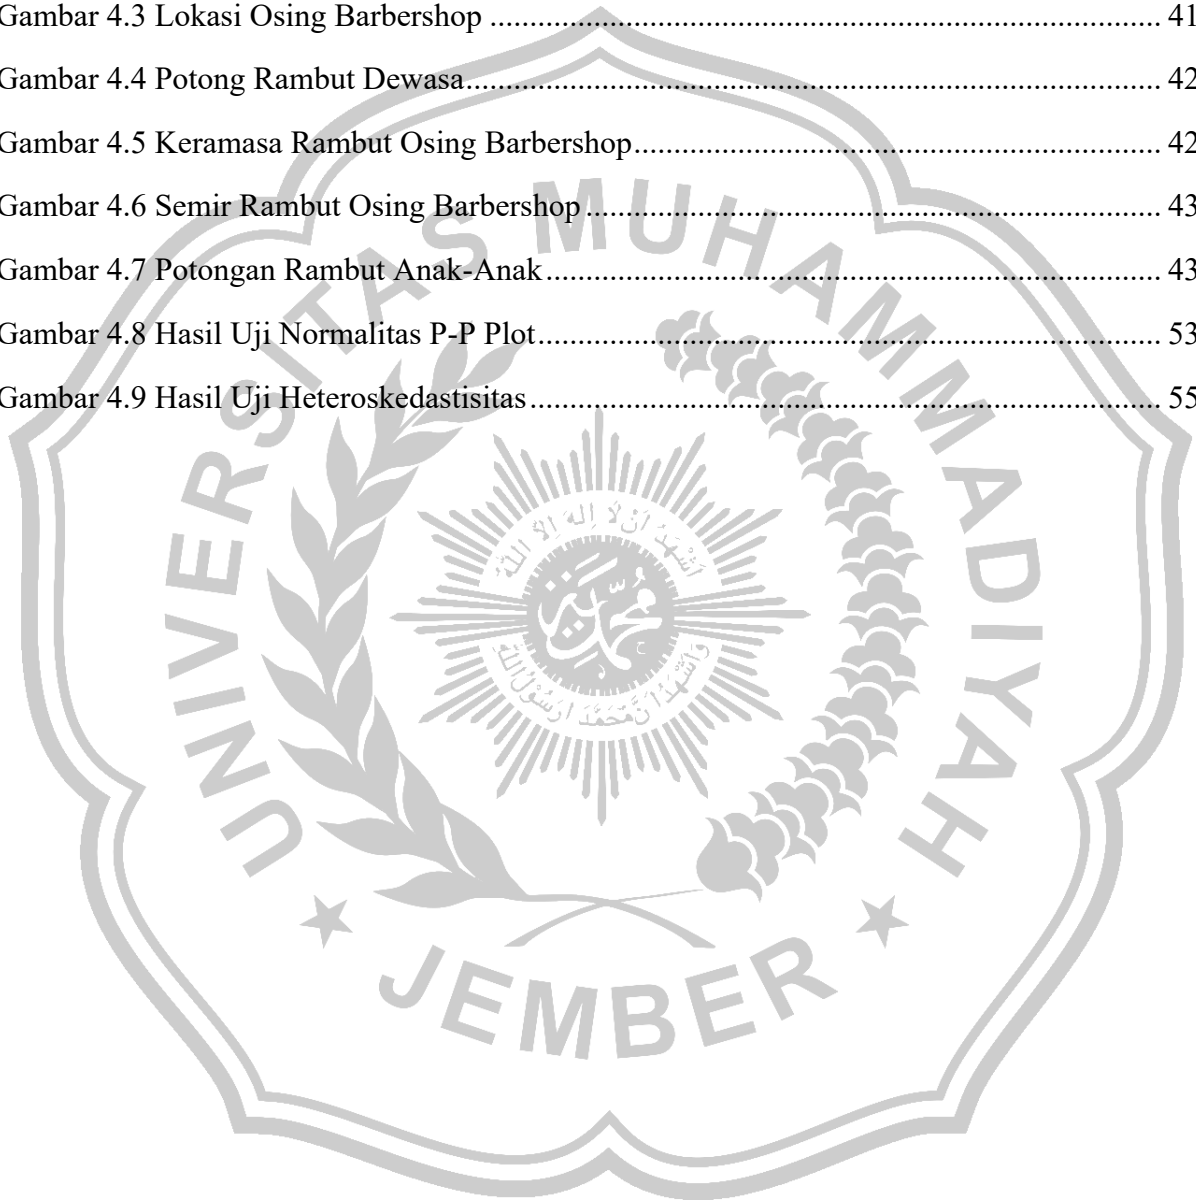 Gambar 4.3 Lokasi Osing Barbershop ........................................................................................ 41
Gambar 4.4 Potong Rambut Dewasa........................................................................................... 42
Gambar 4.5 Keramasa Rambut Osing Barbershop..................................................................... 42
Gambar 4.6 Semir Rambut Osing Barbershop........................................................................... 43
Gambar 4.7 Potongan Rambut Anak-Anak................................................................................. 43
Gambar 4.8 Hasil Uji Normalitas P-P Plot.................................................................................. 53
Gambar 4.9 Hasil Uji Heteroskedastisitas................................................................................... 55
UNIVERSITAS MUHAMMADIYAH
JEMBER